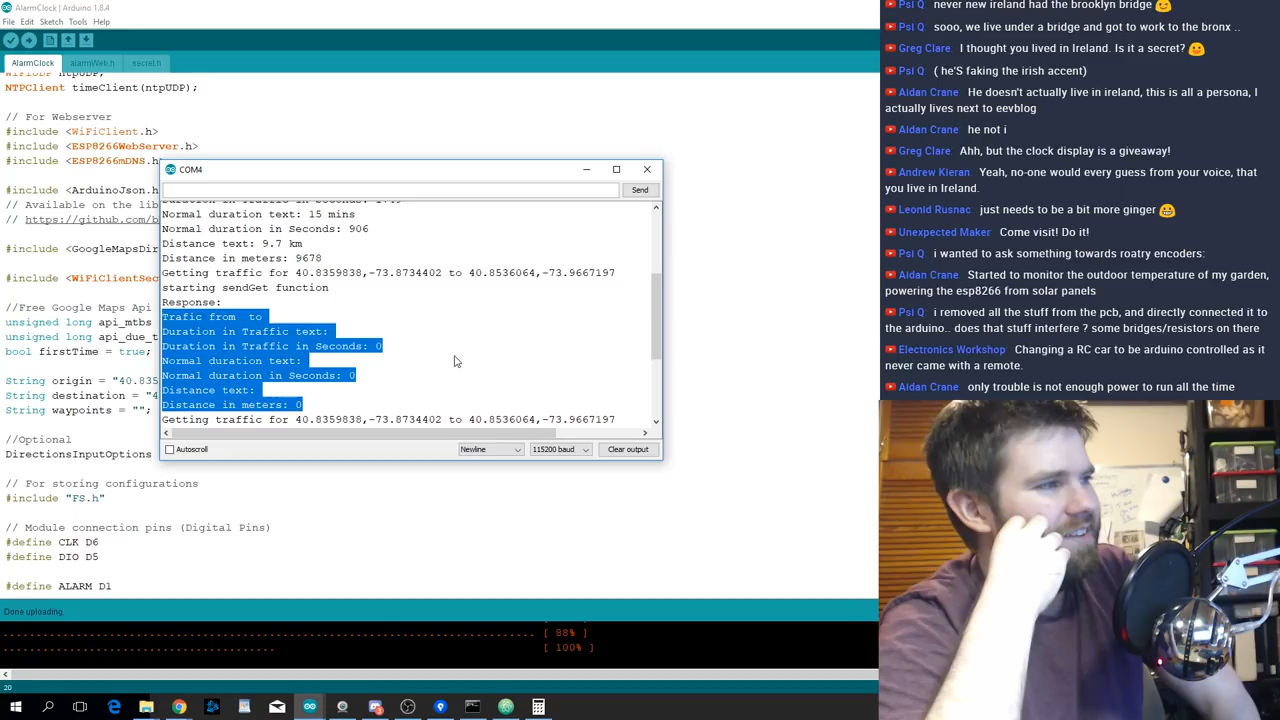 AlarmClock | Arduino 1.8.4
File Edit Sketch Tools Help
AlarmClock alarmWeb.h secret.h
WiFiUDP ntpUDP;
NTPClient timeClient(ntpUDP);
// For Webserver
#include <WiFiClient.h>
#include <ESP8266WebServer.h>
#include <ESP8266mDNS.h
#include <ArduinoJson.h
// Available on the lib
// https://github.com/b
#include <GoogleMapsDir
#include <WiFiClientSec
//Free Google Maps Api
unsigned long api_mtbs
unsigned long api_due_t
bool firstTime = true;
String origin = "40.835
String destination = "4
String waypoints = "";
//Optional
DirectionsInputOptions
// For storing configurations
#include "FS.h"
// Module connection pins (Digital Pins)
#define CLK D6
#define DIO D5
#define ALARM D1
Done uploading.
[ 88% ]
[ 100% ]
20
COM4
Send
Duration in Traffic in Seconds:
Normal duration text: 15 mins
Normal duration in Seconds: 906
Distance text: 9.7 km
Distance in meters: 9678
Getting traffic for 40.8359838,-73.8734402 to 40.8536064,-73.9667197
starting sendGet function
Response:
Trafic from  to
Duration in Traffic text:
Duration in Traffic in Seconds: 0
Normal duration text:
Normal duration in Seconds: 0
Distance text:
Distance in meters: 0
Getting traffic for 40.8359838,-73.8734402 to 40.8536064,-73.9667197
Autoscroll Newline 115200 baud Clear output
Psi Q: never new ireland had the brooklyn bridge
Psi Q: sooo, we live under a bridge and got to work to the bronx ..
Greg Clare: I thought you lived in Ireland. Is it a secret?
Psi Q: ( he'S faking the irish accent)
Aidan Crane: He doesn't actually live in ireland, this is all a persona, I
actually lives next to eevblog
Aidan Crane: he not i
Greg Clare: Ahh, but the clock display is a giveaway!
Andrew Kieran: Yeah, no-one would every guess from your voice, that
you live in Ireland.
Leonid Rusnac: just needs to be a bit more ginger
Unexpected Maker: Come visit! Do it!
Psi Q: i wanted to ask something towards roatry encoders:
Aidan Crane: Started to monitor the outdoor temperature of my garden,
powering the esp8266 from solar panels
Psi Q: i removed all the stuff from the pcb, and directly connected it to
the arduino.. does that stuff interfere ? some bridges/resistors on there
Electronics Workshop: Changing a RC car to be arduino controlled as it
never came with a remote.
Aidan Crane: only trouble is not enough power to run all the time